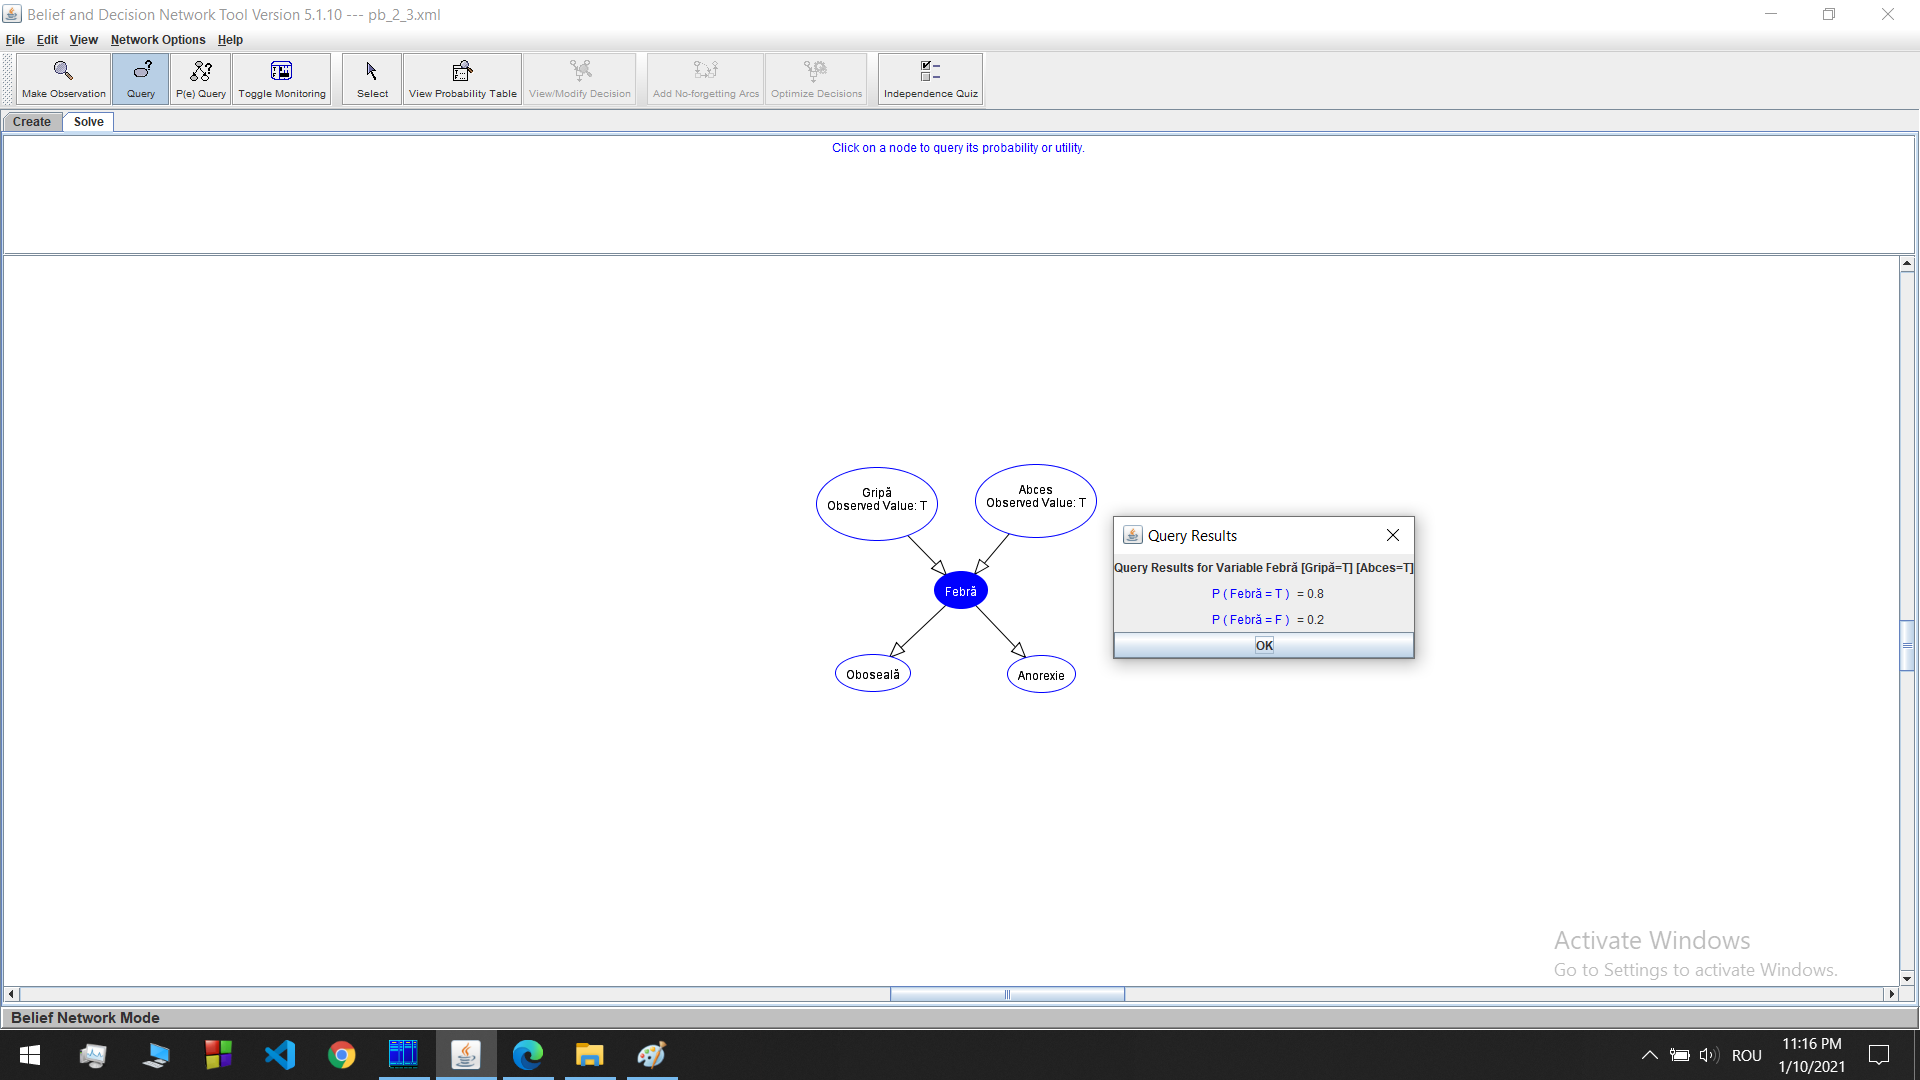 Belief and Decision Network Tool Version 5.1.10 --- pb_2_3.xml
File Edit View Network Options Help
Make Observation Query P(e) Query Toggle Monitoring Select View Probability Table View/Modify Decision Add No-forgetting Arcs Optimize Decisions Independence Quiz
Create Solve
Click on a node to query its probability or utility.
Gripă
Observed Value: T
Abces
Observed Value: T
Febră
Oboseală
Anorexie
Query Results
Query Results for Variable Febră [Gripă=T] [Abces=T]
P ( Febră = T ) = 0.8
P ( Febră = F ) = 0.2
OK
Activate Windows
Go to Settings to activate Windows.
Belief Network Mode
ROU
11:16 PM
1/10/2021